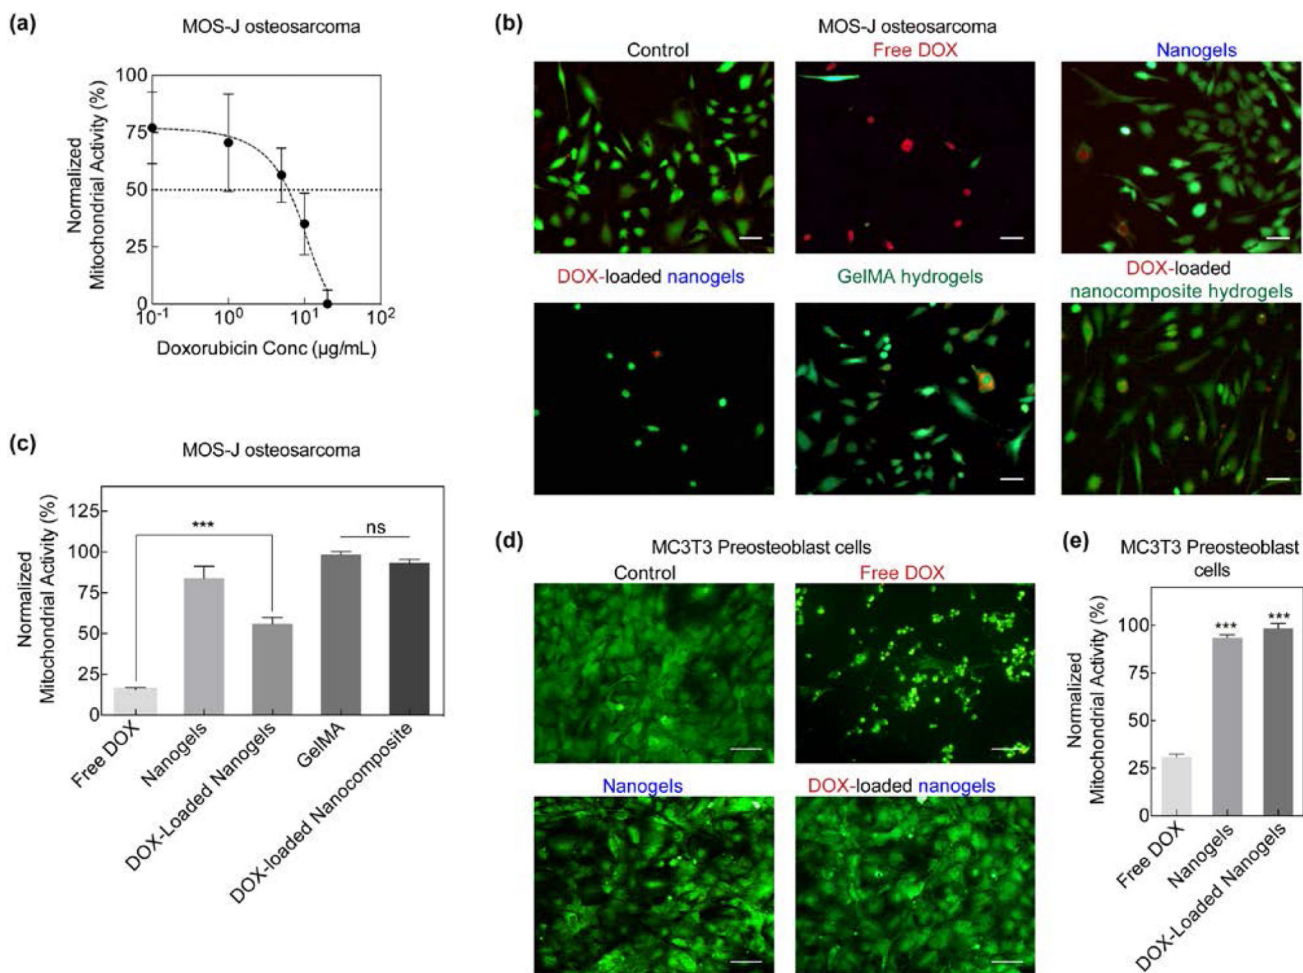 (a)
MOS-J osteosarcoma
Normalized
Mitochondrial Activity (%)
100
75
50
25
0
10-1
100
101
102
Doxorubicin Conc (µg/mL)
(b)
MOS-J osteosarcoma
Control
Free DOX
Nanogels
DOX-loaded nanogels
GelMA hydrogels
DOX-loaded
nanocomposite hydrogels
(c)
MOS-J osteosarcoma
Normalized
Mitochondrial Activity (%)
125
100
75
50
25
0
***
ns
Free DOX
Nanogels
DOX-Loaded Nanogels
GelMA
DOX-loaded Nanocomposite
(d)
MC3T3 Preosteoblast cells
Control
Free DOX
Nanogels
DOX-loaded nanogels
(e)
MC3T3 Preosteoblast
cells
Normalized
Mitochondrial Activity (%)
100
75
50
25
0
***
***
Free DOX
Nanogels
DOX-Loaded Nanogels